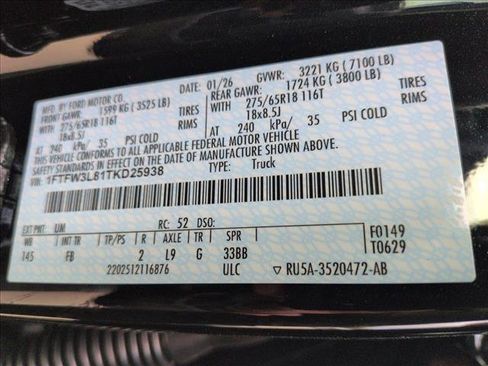 MFD. BY FORD MOTOR CO. 01/26 GVWR: 3221 KG ( 7100 LB)
FRONT GAWR: 1599 KG ( 3525 LB) 1724 KG ( 3800 LB) TIRES
275/65R18 116T TIRES 275/65R18 116T RIMS
18x8.5J RIMS 18x8.5J
AT 240 kPa/ 35 PSI COLD AT 240 kPa/ 35 PSI COLD
THIS VEHICLE CONFORMS TO ALL APPLICABLE FEDERAL MOTOR VEHICLE
SAFETY STANDARDS IN EFFECT ON THE DATE OF MANUFACTURE SHOWN ABOVE.
VIN: 1FTFW3L81TKD25938 TYPE: Truck
EXT PNT: UM RC: 52 DSO:
WB INT TR TP/PS R AXLE TR SPR F0149
145 FB 2 L9 G 33BB T0629
2202512116876 ULC ▽ RU5A-3520472-AB